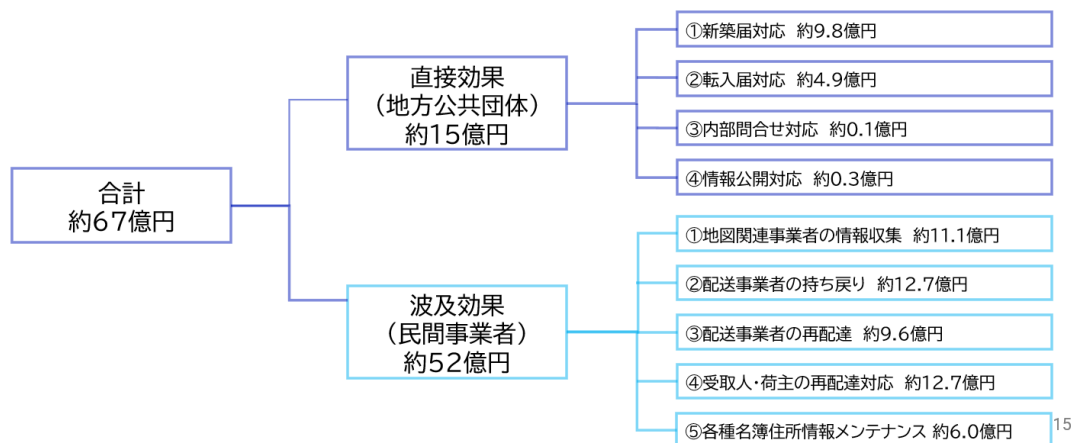 合計
約67億円
直接効果
（地方公共団体）
約15億円
①新築届対応 約9.8億円
②転入届対応 約4.9億円
③内部問合せ対応 約0.1億円
④情報公開対応 約0.3億円
波及効果
（民間事業者）
約52億円
①地図関連事業者の情報収集 約11.1億円
②配送事業者の持ち戻り 約12.7億円
③配送事業者の再配達 約9.6億円
④受取人・荷主の再配達対応 約12.7億円
⑤各種名簿住所情報メンテナンス 約6.0億円
15